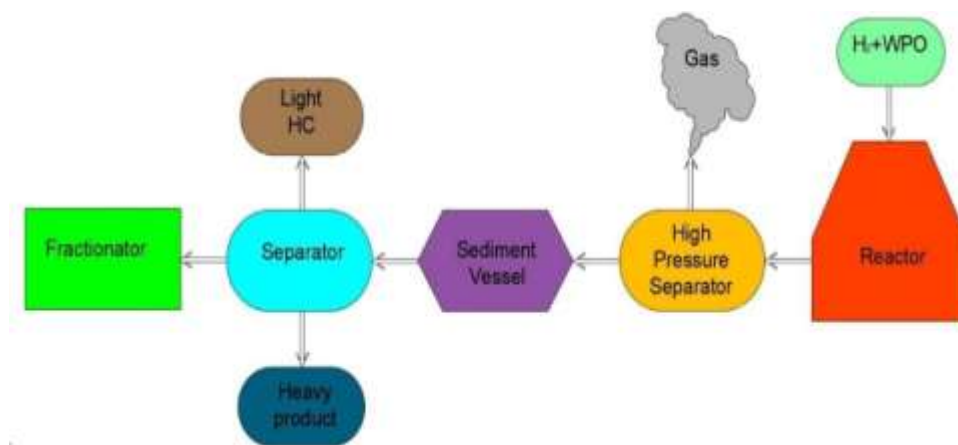 H₂+WPO
Gas
Light
HC
Fractionator
Separator
Sediment
Vessel
High
Pressure
Separator
Reactor
Heavy
product